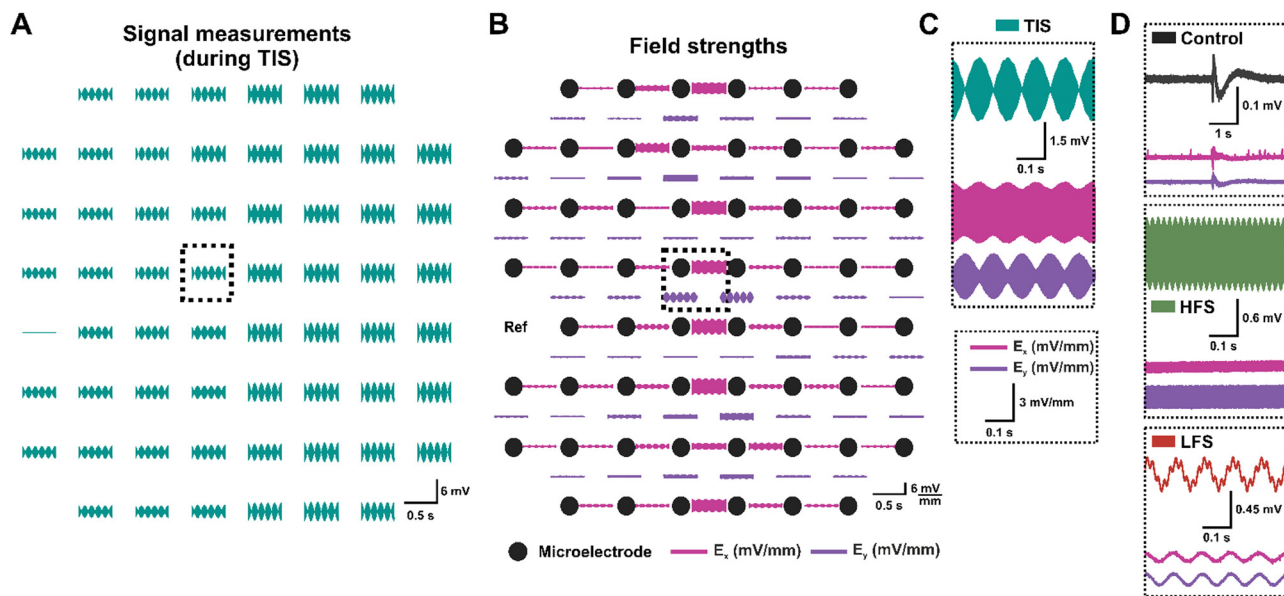 A
Signal measurements
(during TIS)
6 mV
0.5 s
B
Field strengths
Ref
6 mV
mm
0.5 s
Microelectrode
Eₓ (mV/mm)
Eᵧ (mV/mm)
C
TIS
1.5 mV
0.1 s
Eₓ (mV/mm)
Eᵧ (mV/mm)
3 mV/mm
0.1 s
D
Control
0.1 mV
1 s
HFS
0.6 mV
0.1 s
LFS
0.45 mV
0.1 s